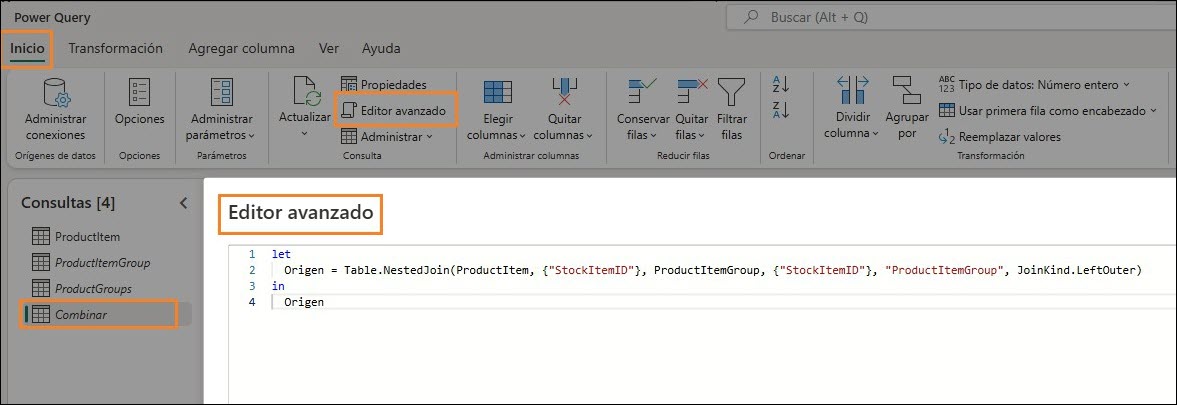 Power Query
Buscar (Alt + Q)
Inicio Transformación Agregar columna Ver Ayuda
Administrar conexiones
Orígenes de datos
Opciones
Opciones
Administrar parámetros
Parámetros
Actualizar
Propiedades
Editor avanzado
Administrar
Consulta
Elegir columnas
Quitar columnas
Administrar columnas
Conservar filas
Quitar filas
Filtrar filas
Reducir filas
A
Z
Z
A
Ordenar
Dividir columna
Agrupar por
ABC
123
Tipo de datos: Número entero
Usar primera fila como encabezado
1
2
Reemplazar valores
Transformación
Consultas [4]
ProductItem
ProductItemGroup
ProductGroups
Combinar
Editor avanzado
1 let
2 Origen = Table.NestedJoin(ProductItem, {"StockItemID"}, ProductItemGroup, {"StockItemID"}, "ProductItemGroup", JoinKind.LeftOuter)
3 in
4 Origen